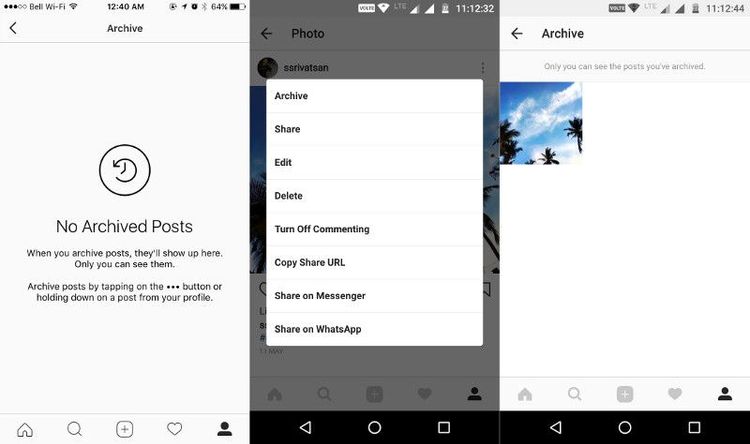 ●●●○○ Bell Wi-Fi 12:40 AM 64%
Archive
No Archived Posts
When you archive posts, they'll show up here.
Only you can see them.
Archive posts by tapping on the ••• button or
holding down on a post from your profile.
VOLTE LTE 11:12:32
Photo
ssrivatsan
Archive
Share
Edit
Delete
Turn Off Commenting
Copy Share URL
Share on Messenger
Share on WhatsApp
Li
ss
#
11 MAY
VOLTE LTE 11:12:44
Archive
Only you can see the posts you've archived.